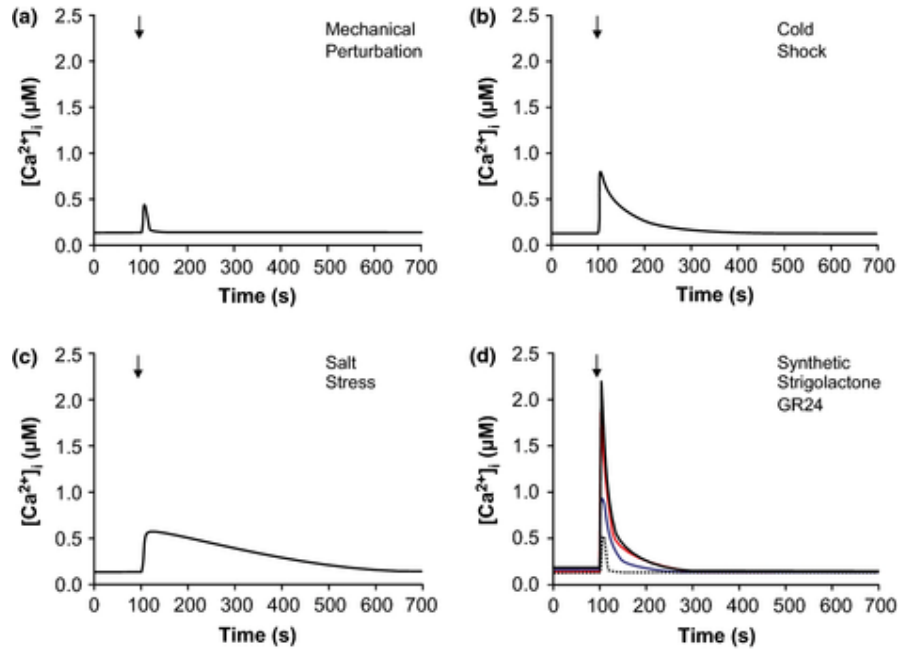 (a)
Mechanical
Perturbation
2.5
2.0
1.5
1.0
0.5
0.0
[Ca²⁺]ᵢ (µM)
0 100 200 300 400 500 600 700
Time (s)
(b)
Cold
Shock
2.5
2.0
1.5
1.0
0.5
0.0
[Ca²⁺]ᵢ (µM)
0 100 200 300 400 500 600 700
Time (s)
(c)
Salt
Stress
2.5
2.0
1.5
1.0
0.5
0.0
[Ca²⁺]ᵢ (µM)
0 100 200 300 400 500 600 700
Time (s)
(d)
Synthetic
Strigolactone
GR24
2.5
2.0
1.5
1.0
0.5
0.0
[Ca²⁺]ᵢ (µM)
0 100 200 300 400 500 600 700
Time (s)